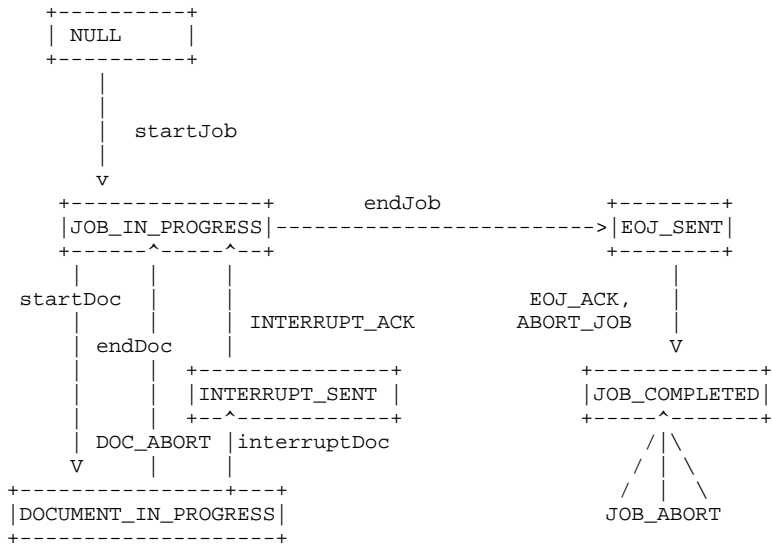 NULL
startJob
endJob
JOB_IN_PROGRESS EOJ_SENT
startDoc EOJ_ACK,
INTERRUPT_ACK ABORT_JOB
endDoc
INTERRUPT_SENT JOB_COMPLETED
DOC_ABORT interruptDoc
DOCUMENT_IN_PROGRESS JOB_ABORT